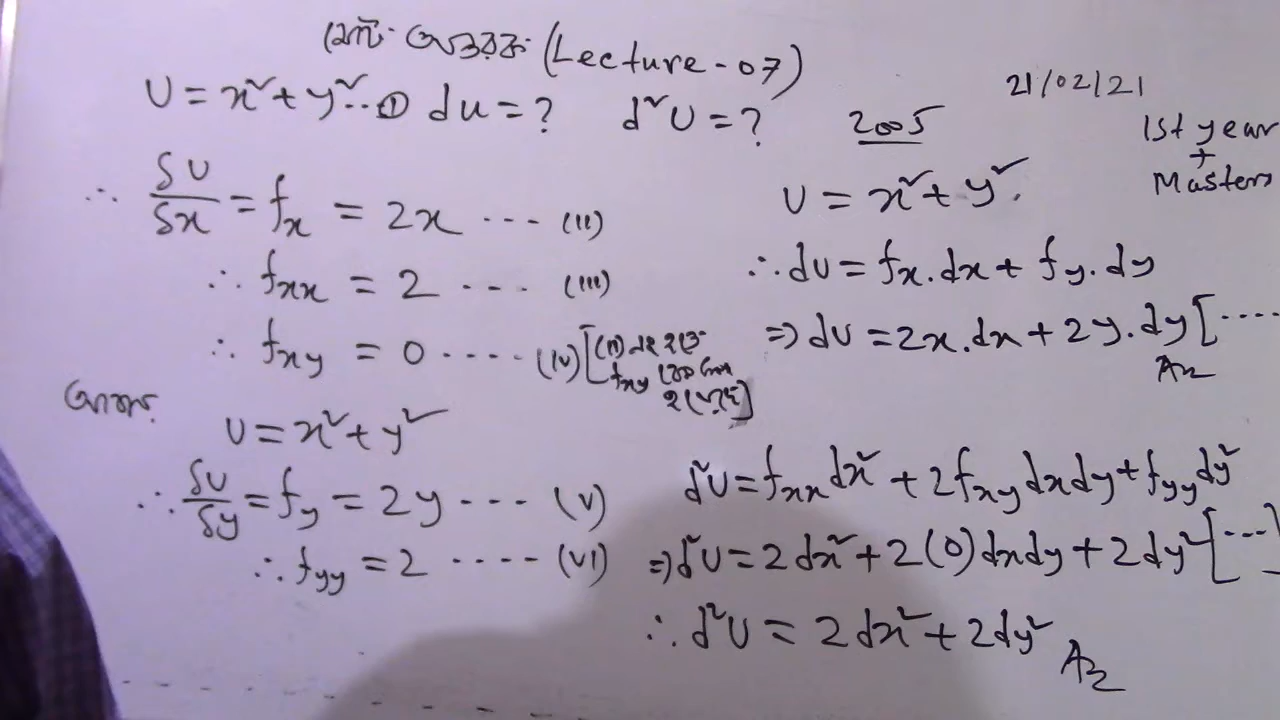 (Lecture-07)
21/02/21
U = x² + y² ... ① du = ? d²U = ?
2005
1st year
+
Masters
∴ δU/δx = fx = 2x ---- (II)
∴ fxx = 2 ---- (III)
∴ fxy = 0 ..... (IV) [(II)
fxy
U = x² + y²
∴ δU/δy = fy = 2y ---- (V)
∴ fyy = 2 ----- (VI)
U = x² + y².
∴ dU = fx.dx + fy.dy
⇒ dU = 2x.dx + 2y.dy [.....
d²U = fxx dx² + 2fxy dxdy + fyy dy²
⇒ d²U = 2dx² + 2(0)dxdy + 2dy² [---]
∴ d²U = 2dx² + 2dy²